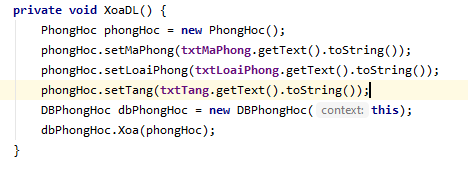 private void XoaDL() {
PhongHoc phongHoc = new PhongHoc();
phongHoc.setMaPhong(txtMaPhong.getText().toString());
phongHoc.setLoaiPhong(txtLoaiPhong.getText().toString());
phongHoc.setTang(txtTang.getText().toString());
DBPhongHoc dbPhongHoc = new DBPhongHoc( context: this);
dbPhongHoc.Xoa(phongHoc);
}